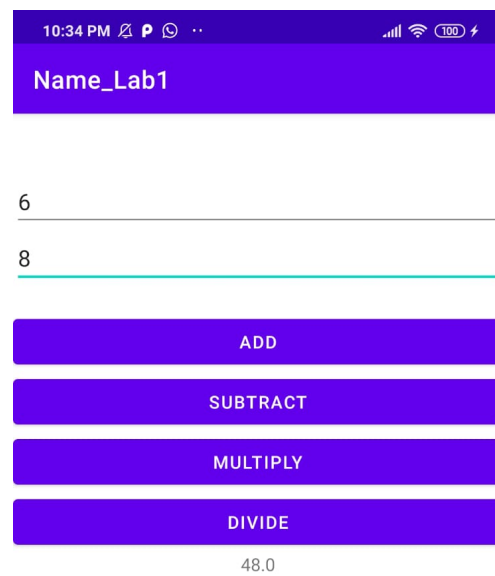 10:34 PM
100
Name_Lab1
6
8
ADD
SUBTRACT
MULTIPLY
DIVIDE
48.0